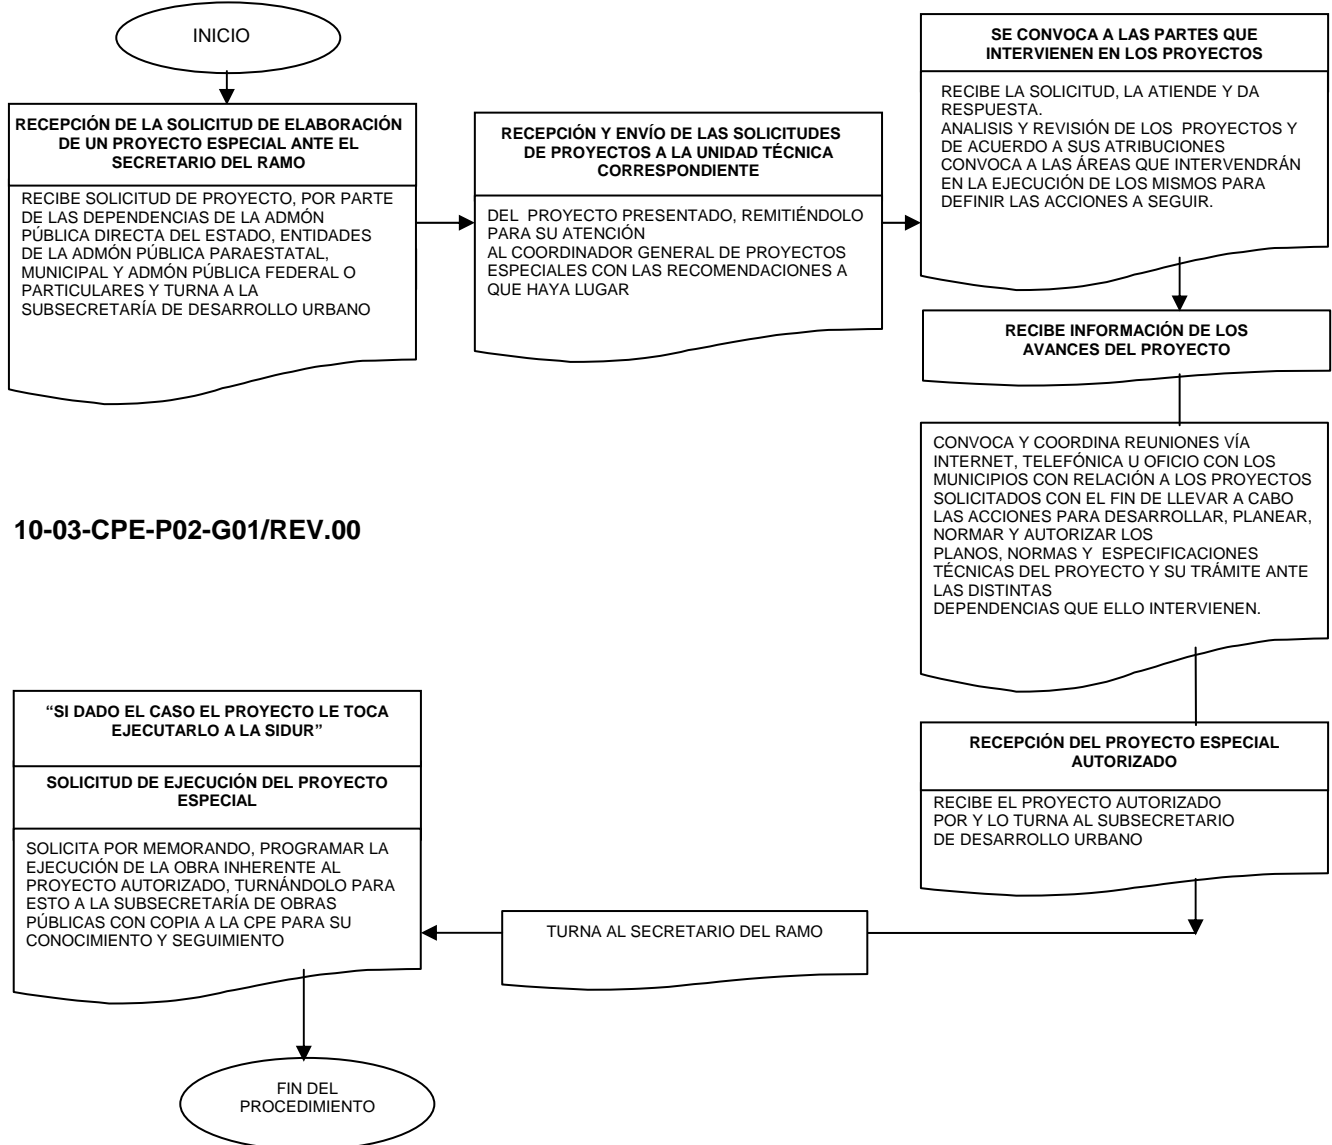 INICIO
RECEPCIÓN DE LA SOLICITUD DE ELABORACIÓN
DE UN PROYECTO ESPECIAL ANTE EL
SECRETARIO DEL RAMO
RECIBE SOLICITUD DE PROYECTO, POR PARTE
DE LAS DEPENDENCIAS DE LA ADMÓN
PÚBLICA DIRECTA DEL ESTADO, ENTIDADES
DE LA ADMÓN PÚBLICA PARAESTATAL,
MUNICIPAL Y ADMÓN PÚBLICA FEDERAL O
PARTICULARES Y TURNA A LA
SUBSECRETARÍA DE DESARROLLO URBANO
RECEPCIÓN Y ENVÍO DE LAS SOLICITUDES
DE PROYECTOS A LA UNIDAD TÉCNICA
CORRESPONDIENTE
DEL PROYECTO PRESENTADO, REMITIÉNDOLO
PARA SU ATENCIÓN
AL COORDINADOR GENERAL DE PROYECTOS
ESPECIALES CON LAS RECOMENDACIONES A
QUE HAYA LUGAR
SE CONVOCA A LAS PARTES QUE
INTERVIENEN EN LOS PROYECTOS
RECIBE LA SOLICITUD, LA ATIENDE Y DA
RESPUESTA.
ANALISIS Y REVISIÓN DE LOS PROYECTOS Y
DE ACUERDO A SUS ATRIBUCIONES
CONVOCA A LAS ÁREAS QUE INTERVENDRÁN
EN LA EJECUCIÓN DE LOS MISMOS PARA
DEFINIR LAS ACCIONES A SEGUIR.
RECIBE INFORMACIÓN DE LOS
AVANCES DEL PROYECTO
CONVOCA Y COORDINA REUNIONES VÍA
INTERNET, TELEFÓNICA U OFICIO CON LOS
MUNICIPIOS CON RELACIÓN A LOS PROYECTOS
SOLICITADOS CON EL FIN DE LLEVAR A CABO
LAS ACCIONES PARA DESARROLLAR, PLANEAR,
NORMAR Y AUTORIZAR LOS
PLANOS, NORMAS Y ESPECIFICACIONES
TÉCNICAS DEL PROYECTO Y SU TRÁMITE ANTE
LAS DISTINTAS
DEPENDENCIAS QUE ELLO INTERVIENEN.
10-03-CPE-P02-G01/REV.00
RECEPCIÓN DEL PROYECTO ESPECIAL
AUTORIZADO
RECIBE EL PROYECTO AUTORIZADO
POR Y LO TURNA AL SUBSECRETARIO
DE DESARROLLO URBANO
TURNA AL SECRETARIO DEL RAMO
“SI DADO EL CASO EL PROYECTO LE TOCA
EJECUTARLO A LA SIDUR”
SOLICITUD DE EJECUCIÓN DEL PROYECTO
ESPECIAL
SOLICITA POR MEMORANDO, PROGRAMAR LA
EJECUCIÓN DE LA OBRA INHERENTE AL
PROYECTO AUTORIZADO, TURNÁNDOLO PARA
ESTO A LA SUBSECRETARÍA DE OBRAS
PÚBLICAS CON COPIA A LA CPE PARA SU
CONOCIMIENTO Y SEGUIMIENTO
FIN DEL
PROCEDIMIENTO